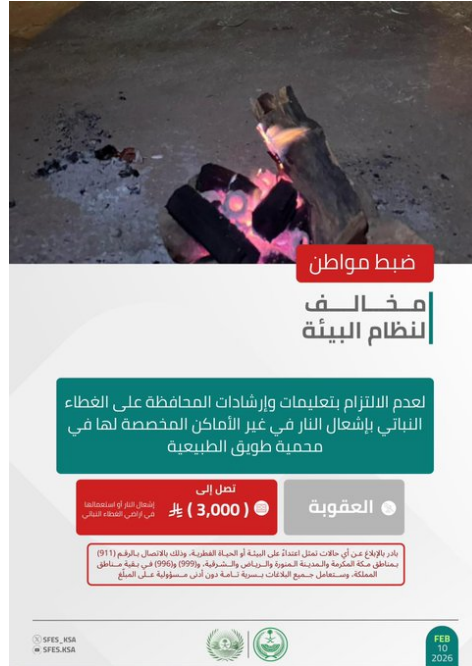 ضبط مواطن
مخالف
لنظام البيئة
لعدم الالتزام بتعليمات وإرشادات المحافظة على الغطاء
النباتي بإشعال النار في غير الأماكن المخصصة لها في
محمية طويق الطبيعية
العقوبة
تصل إلى
( 3,000 )
إشعال النار أو استعمالها
في اراضي الغطاء النباتي
بادر بالإبلاغ عن أي حالات تمثل اعتداءً على البيئة أو الحياة الفطرية، وذلك بالاتصال بالرقم (911)
بمناطق مكة المكرمة والمدينة المنورة والرياض والشرقية، و(999) و(996) في بقية مناطق
المملكة، وستعامل جميع البلاغات بسرية تامة دون أدنى مسؤولية على المبلّغ
SFES_KSA
SFES.KSA
FEB
10
2026